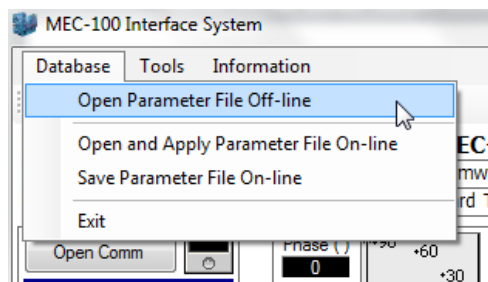 MEC-100 Interface System
Database Tools Information
Open Parameter File Off-line
Open and Apply Parameter File On-line
Save Parameter File On-line
Exit
Open Comm
Phase ( )
0
+90
+60
+30